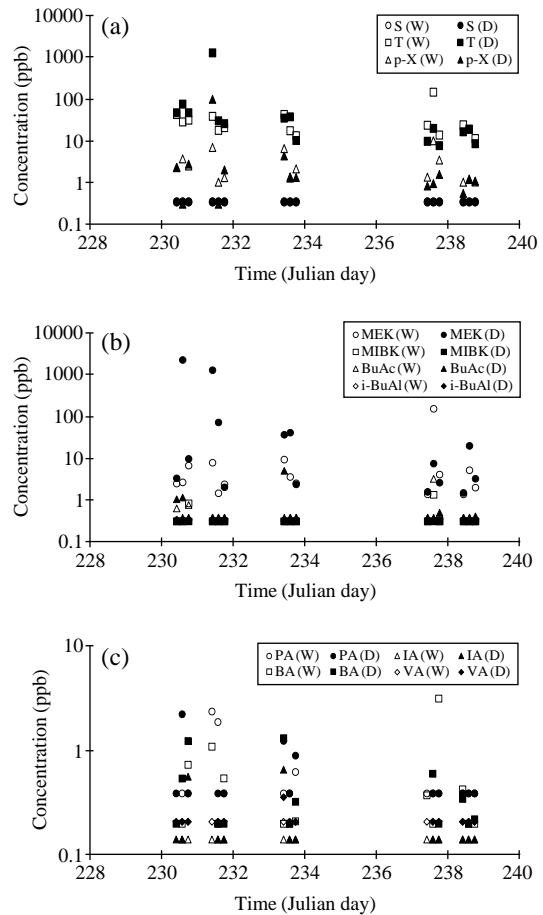 (a)
S (W) S (D)
T (W) T (D)
p-X (W) p-X (D)
Concentration (ppb)
10000
1000
100
10
1
0.1
228 230 232 234 236 238 240
Time (Julian day)
(b)
MEK (W) MEK (D)
MIBK (W) MIBK (D)
BuAc (W) BuAc (D)
i-BuAl (W) i-BuAl (D)
Concentration (ppb)
10000
1000
100
10
1
0.1
228 230 232 234 236 238 240
Time (Julian day)
(c)
PA (W) PA (D) IA (W) IA (D)
BA (W) BA (D) VA (W) VA (D)
Concentration (ppb)
10
1
0.1
228 230 232 234 236 238 240
Time (Julian day)